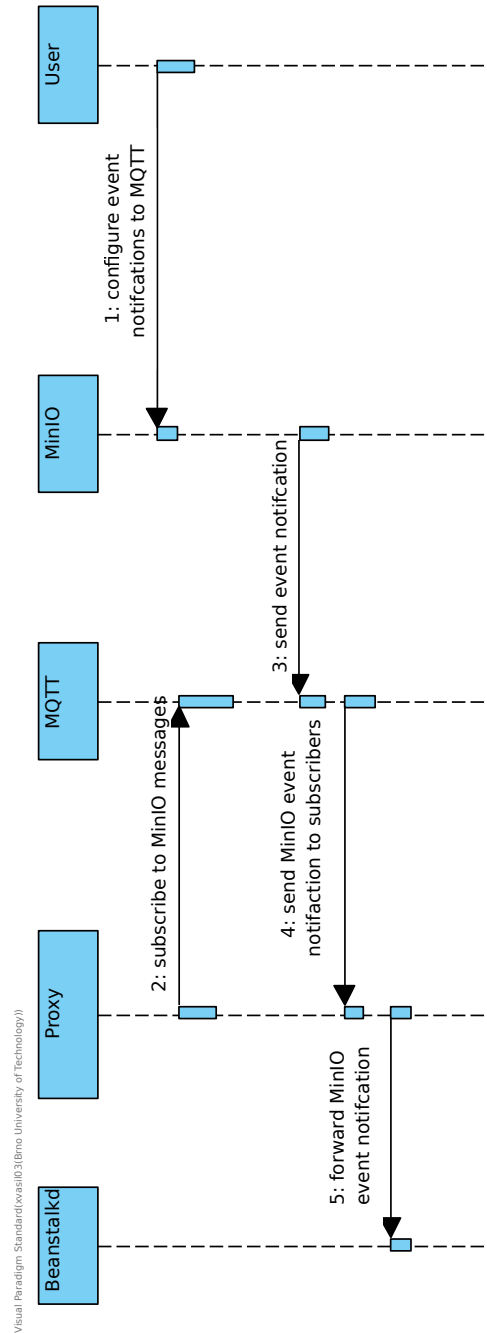 Visual Paradigm Standard(xvasil03(Brno University of Technology))
Beanstalkd
Proxy
MQTT
MinIO
User
1: configure event
notifcations to MQTT
2: subscribe to MinIO messages
3: send event notifcation
4: send MinIO event
notifaction to subscribers
5: forward MinIO
event notifcation